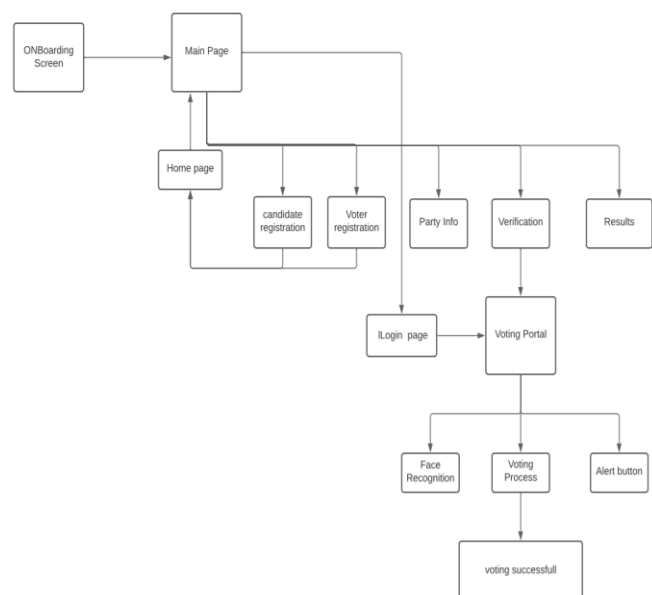 ONBoarding
Screen
Main Page
Home page
candidate
registration
Voter
registration
Party Info
Verification
Results
lLogin page
Voting Portal
Face
Recognition
Voting
Process
Alert button
voting successfull